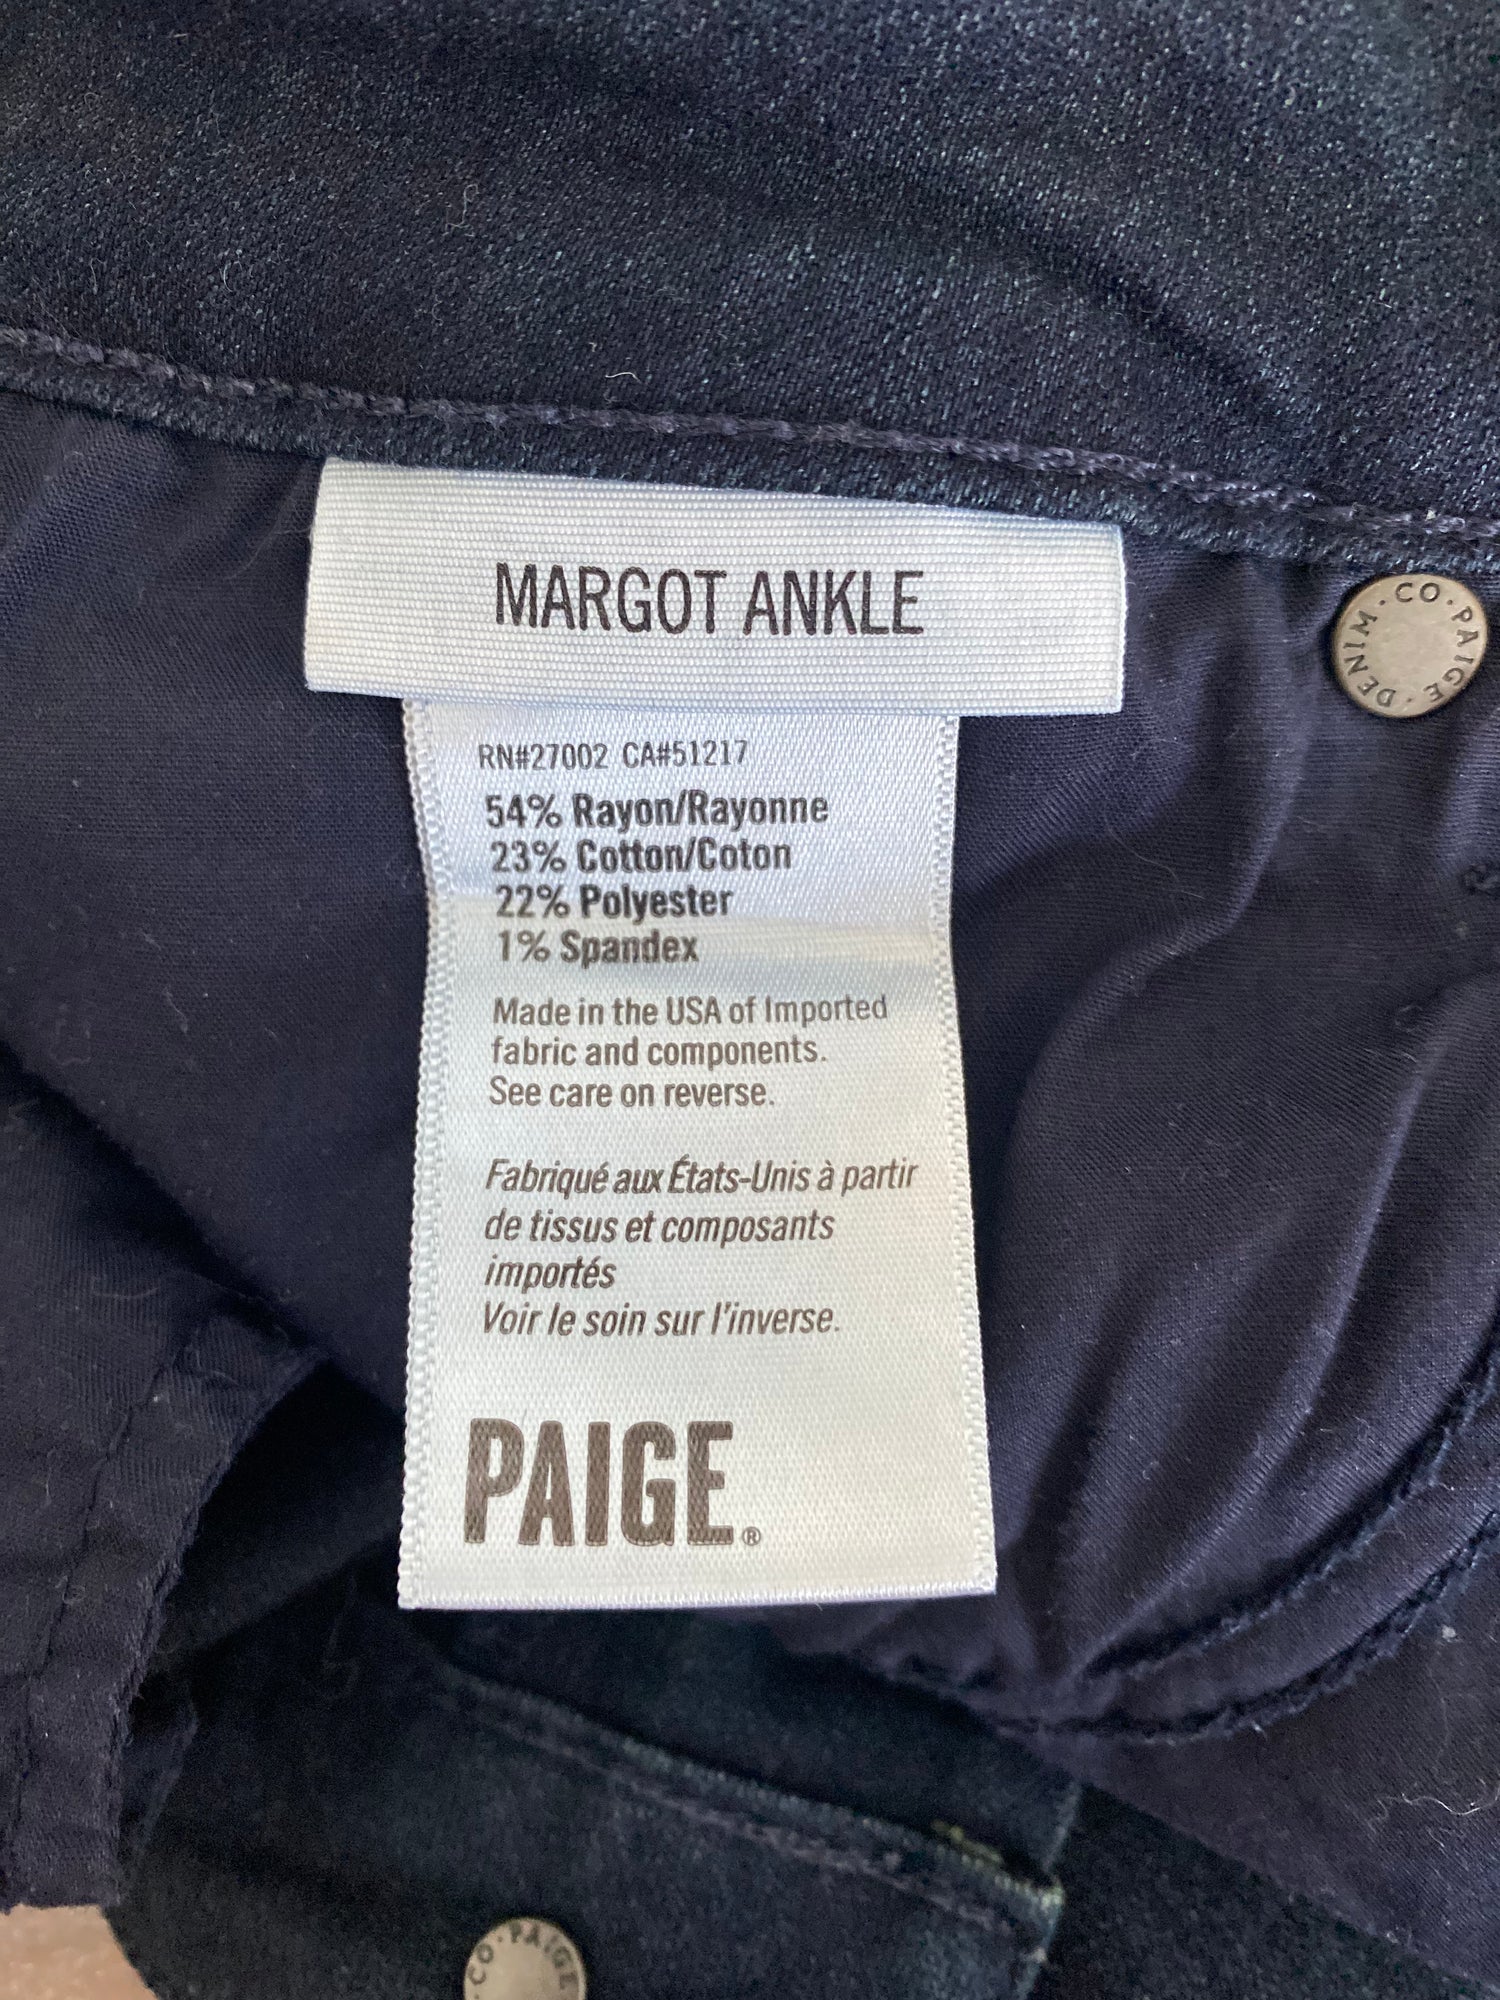 MARGOT ANKLE
DENIM · CO · PAIGE ·
RN#27002 CA#51217
54% Rayon/Rayonne
23% Cotton/Coton
22% Polyester
1% Spandex
Made in the USA of Imported
fabric and components.
See care on reverse.
Fabriqué aux États-Unis à partir
de tissus et composants
importés
Voir le soin sur l'inverse.
PAIGE®
CO · PAIGE